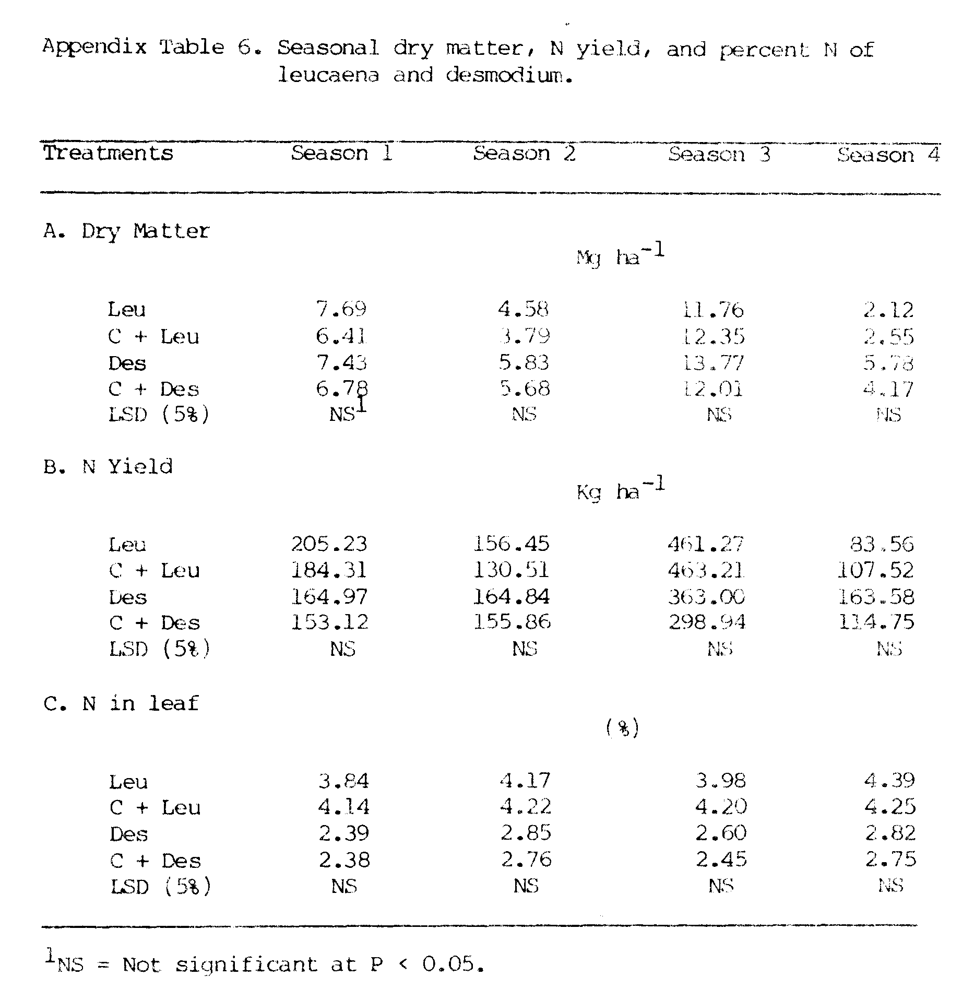 Appendix Table 6. Seasonal dry matter, N yield, and percent N of
leucaena and desmodium.
Treatments Season 1 Season 2 Season 3 Season 4
A. Dry Matter
Mg ha⁻¹
Leu 7.69 4.58 11.76 2.12
C + Leu 6.41 3.79 12.35 2.55
Des 7.43 5.83 13.77 5.78
C + Des 6.78 5.68 12.01 4.17
LSD (5%) NS¹ NS NS NS
B. N Yield
Kg ha⁻¹
Leu 205.23 156.45 461.27 83.56
C + Leu 184.31 130.51 463.21 107.52
Des 164.97 164.84 363.00 163.58
C + Des 153.12 155.86 298.94 114.75
LSD (5%) NS NS NS NS
C. N in leaf
(%)
Leu 3.84 4.17 3.98 4.39
C + Leu 4.14 4.22 4.20 4.25
Des 2.39 2.85 2.60 2.82
C + Des 2.38 2.76 2.45 2.75
LSD (5%) NS NS NS NS
¹NS = Not significant at P < 0.05.